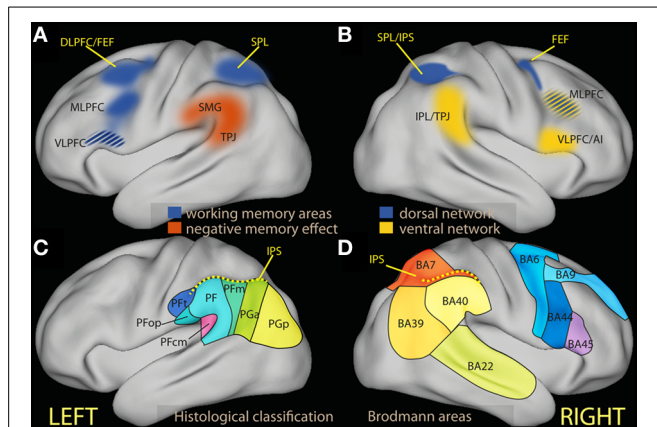 A
DLPFC/FEF
SPL
MLPFC
SMG
VLPFC
TPJ
B
SPL/IPS
FEF
MLPFC
IPL/TPJ
VLPFC/AI
working memory areas
negative memory effect
dorsal network
ventral network
C
IPS
PFt
PF
PFm
PFop
PGa
PGp
PFcm
LEFT
Histological classification
D
BA7
IPS
BA6
BA9
BA40
BA39
BA44
BA45
BA22
Brodmann areas
RIGHT